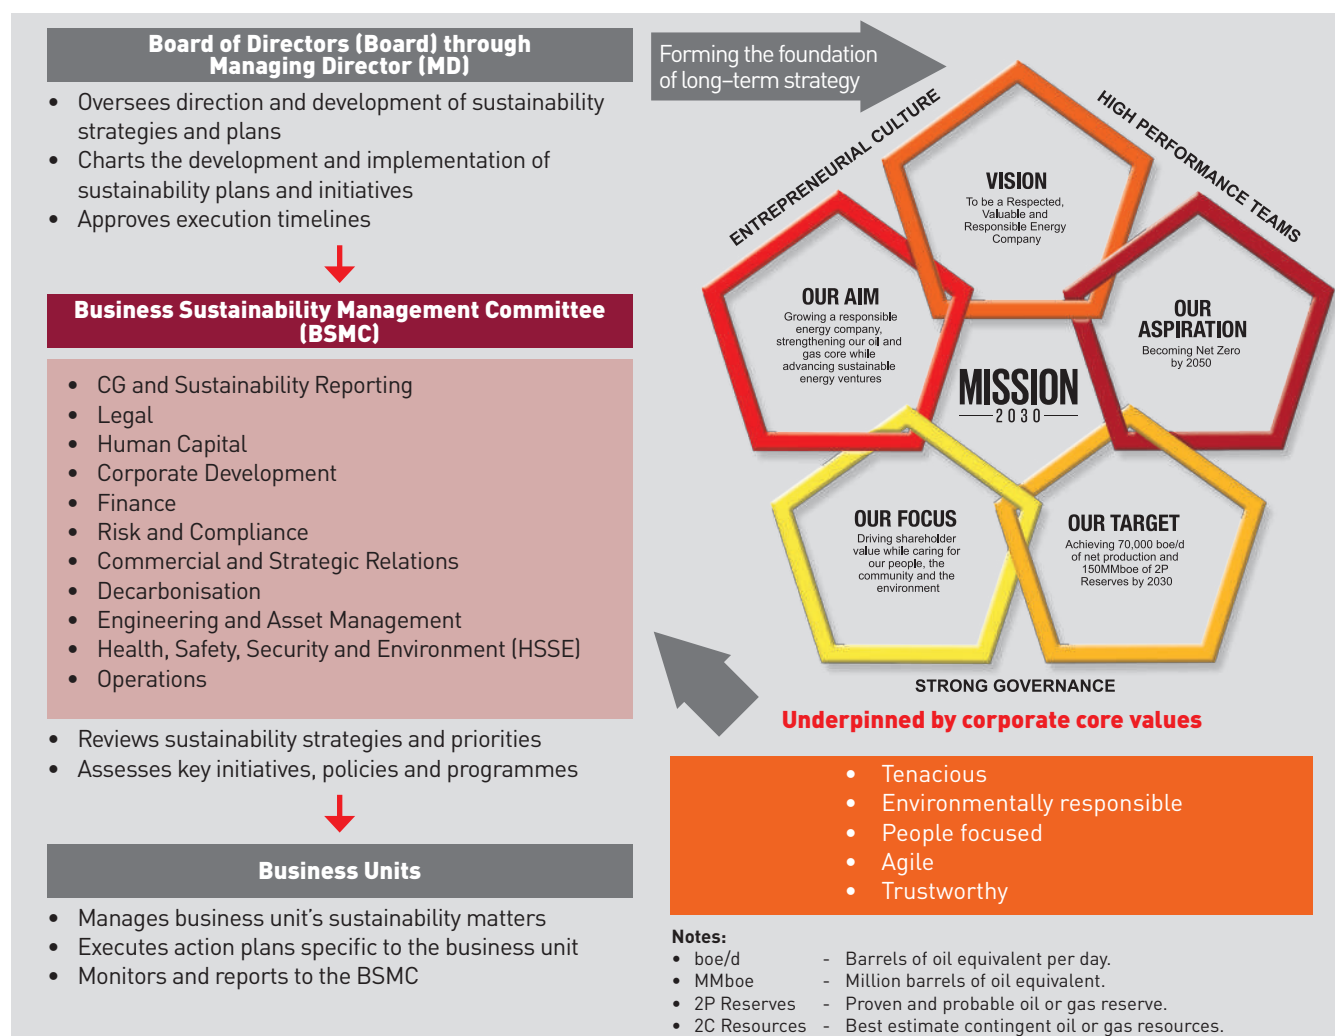 Board of Directors (Board) through
Managing Director (MD)
• Oversees direction and development of sustainability
strategies and plans
• Charts the development and implementation of
sustainability plans and initiatives
• Approves execution timelines
Business Sustainability Management Committee
(BSMC)
• CG and Sustainability Reporting
• Legal
• Human Capital
• Corporate Development
• Finance
• Risk and Compliance
• Commercial and Strategic Relations
• Decarbonisation
• Engineering and Asset Management
• Health, Safety, Security and Environment (HSSE)
• Operations
• Reviews sustainability strategies and priorities
• Assesses key initiatives, policies and programmes
Business Units
• Manages business unit's sustainability matters
• Executes action plans specific to the business unit
• Monitors and reports to the BSMC
Forming the foundation
of long–term strategy
ENTREPRENEURIAL CULTURE
HIGH PERFORMANCE TEAMS
VISION
To be a Respected,
Valuable and
Responsible Energy
Company
OUR AIM
Growing a responsible
energy company,
strengthening our oil and
gas core while
advancing sustainable
energy ventures
OUR
ASPIRATION
Becoming Net Zero
by 2050
MISSION
2030
OUR FOCUS
Driving shareholder
value while caring for
our people, the
community and the
environment
OUR TARGET
Achieving 70,000 boe/d
of net production and
150MMboe of 2P
Reserves by 2030
STRONG GOVERNANCE
Underpinned by corporate core values
• Tenacious
• Environmentally responsible
• People focused
• Agile
• Trustworthy
Notes:
• boe/d - Barrels of oil equivalent per day.
• MMboe - Million barrels of oil equivalent.
• 2P Reserves - Proven and probable oil or gas reserve.
• 2C Resources - Best estimate contingent oil or gas resources.